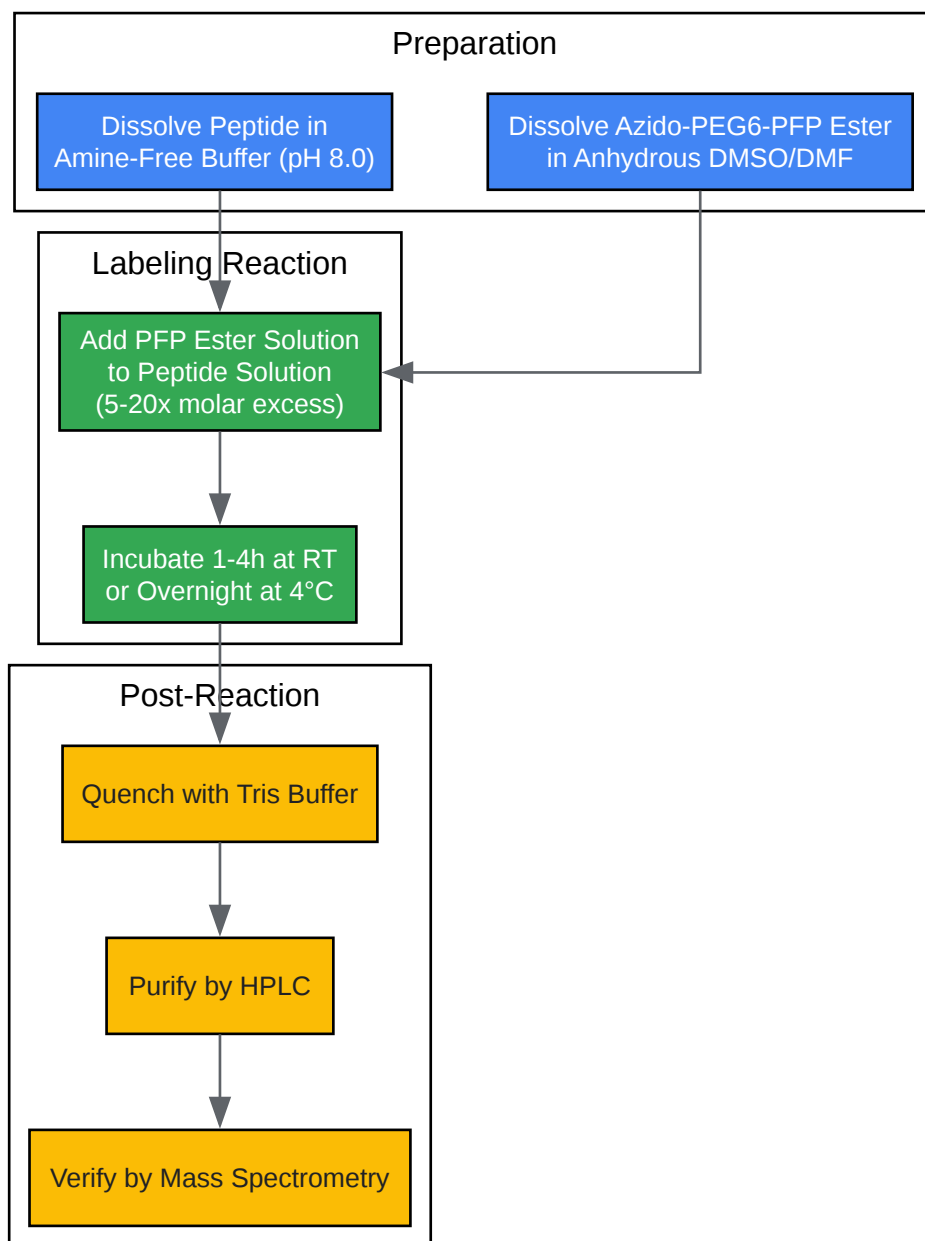 Preparation
Dissolve Peptide in
Amine-Free Buffer (pH 8.0)
Dissolve Azido-PEG6-PFP Ester
in Anhydrous DMSO/DMF
Labeling Reaction
Add PFP Ester Solution
to Peptide Solution
(5-20x molar excess)
Incubate 1-4h at RT
or Overnight at 4°C
Post-Reaction
Quench with Tris Buffer
Purify by HPLC
Verify by Mass Spectrometry